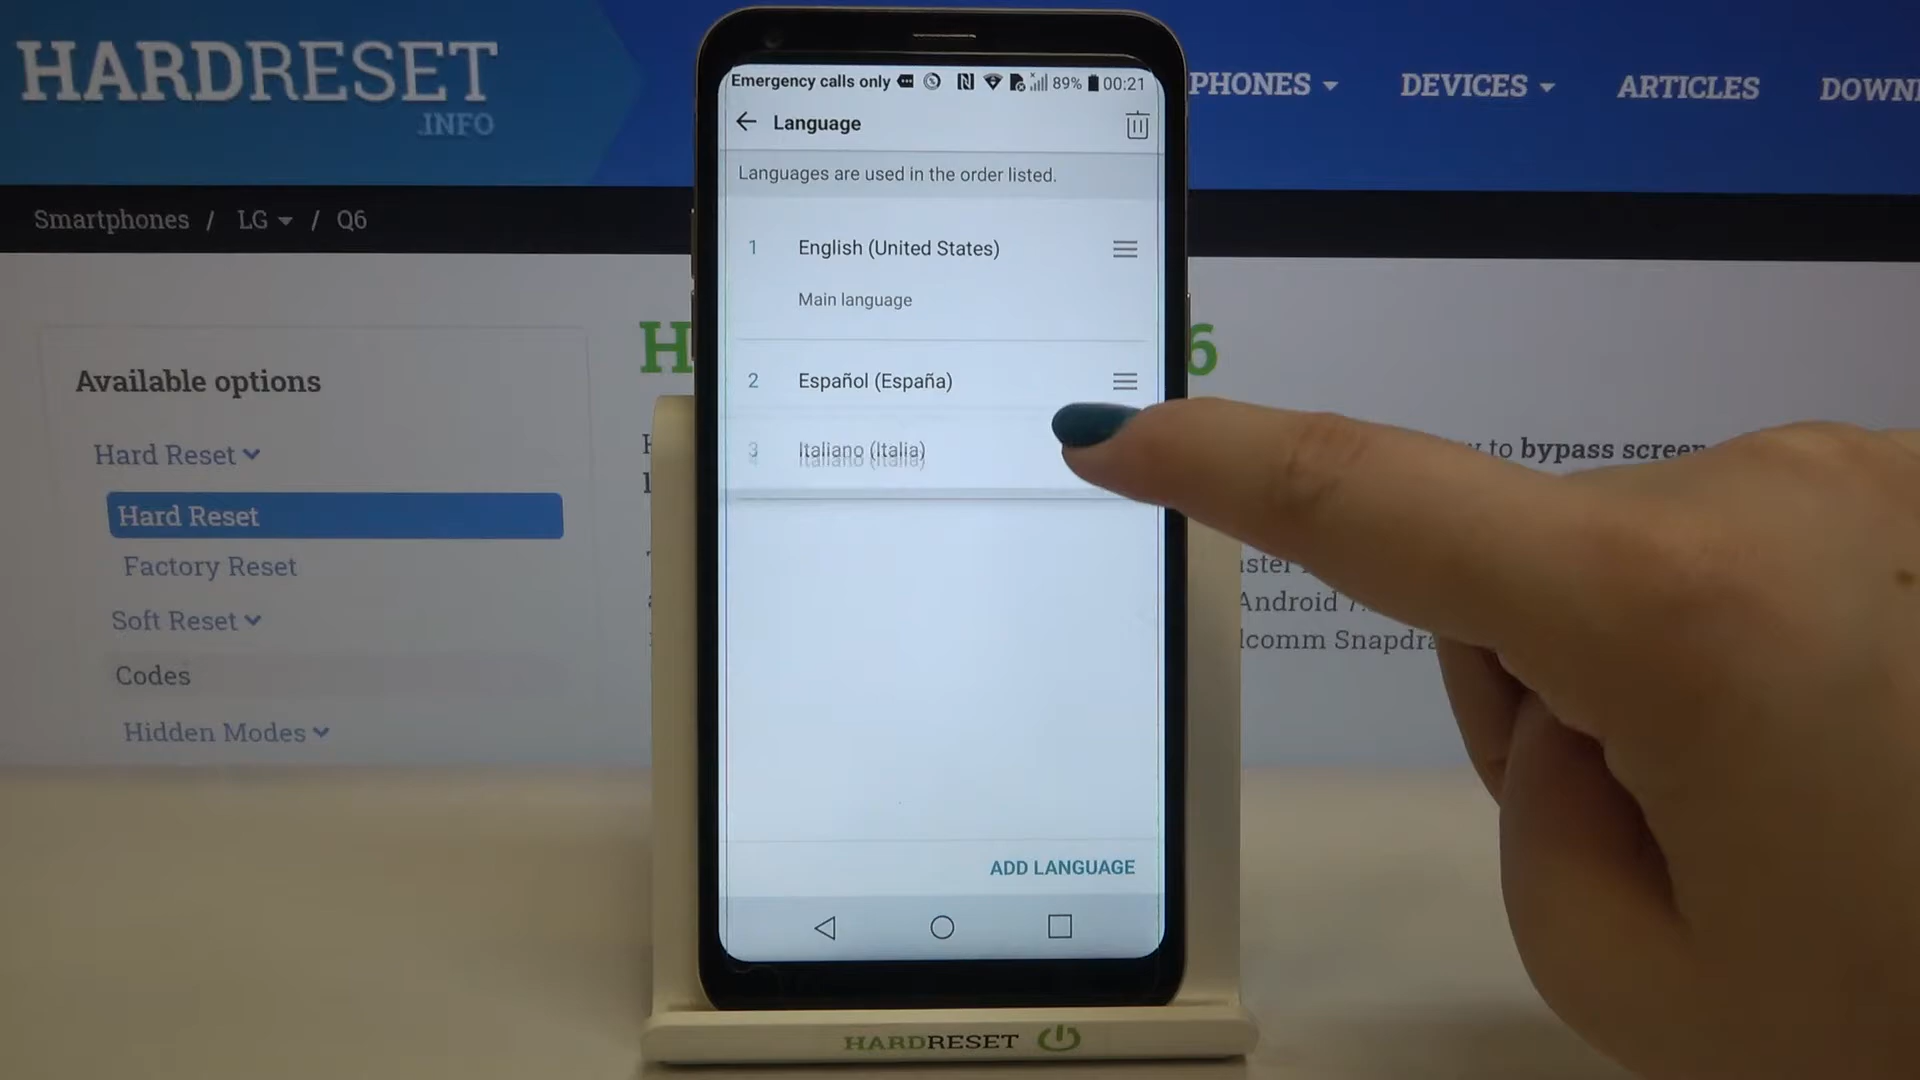 HARDRESET
.INFO
PHONES
DEVICES
ARTICLES
Smartphones / LG / Q6
Available options
Hard Reset
Hard Reset
Factory Reset
Soft Reset
Codes
Hidden Modes
H
6
to bypass screen
Android 7.
Emergency calls only 89% 00:21
Language
Languages are used in the order listed.
1 English (United States)
Main language
2 Español (España)
3 Italiano (Italia)
ADD LANGUAGE
HARDRESET